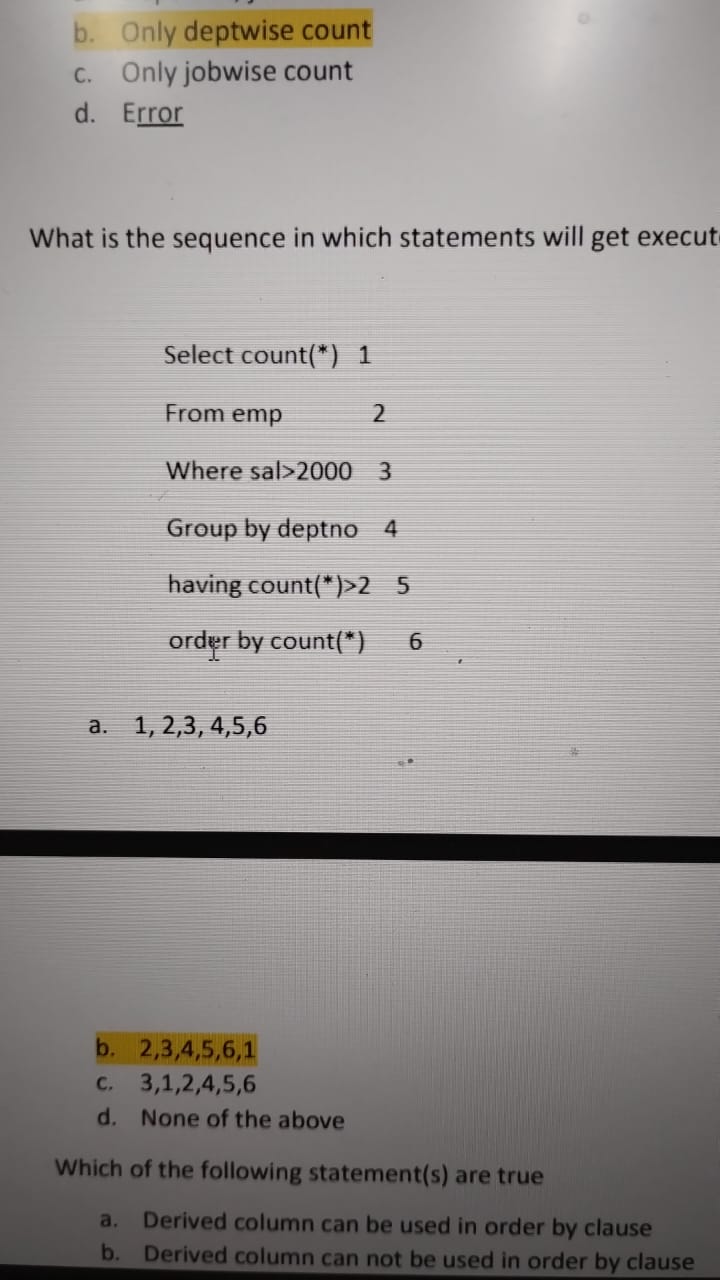 b. Only deptwise count
c. Only jobwise count
d. Error
What is the sequence in which statements will get
Select count(*) 1
From emp 2
Where sal>2000 3
Group by deptno 4
having count(*)>2 5
order by count(*) 6
a. 1, 2,3, 4,5,6
b. 2,3,4,5,6,1
c. 3,1,2,4,5,6
d. None of the above
Which of the following statement(s) are true
a. Derived column can be used in order by clause
b. Derived column can not be used in order by clause